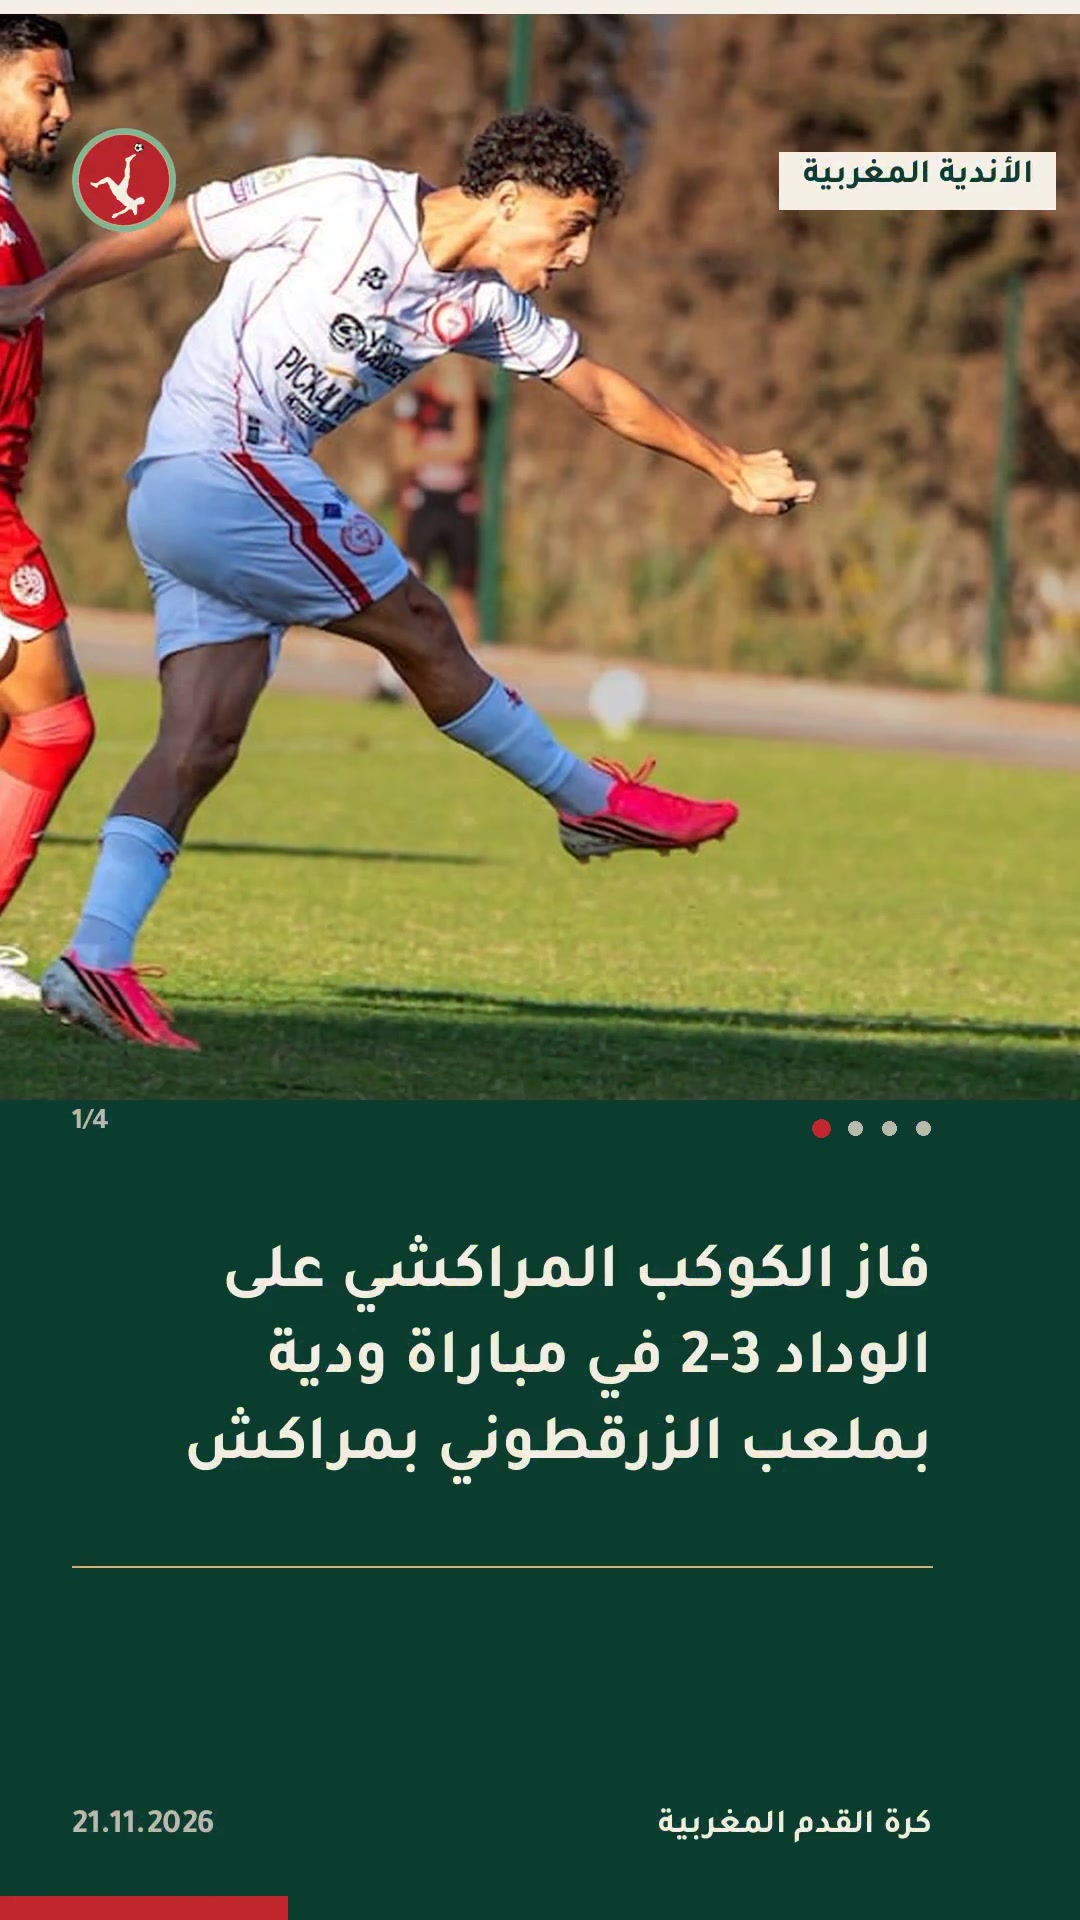 الأندية المغربية
PICKALBA
1/4
فاز الكوكب المراكشي على
الوداد 3-2 في مباراة ودية
بملعب الزرقطوني بمراكش
21.11.2026
كرة القدم المغربية